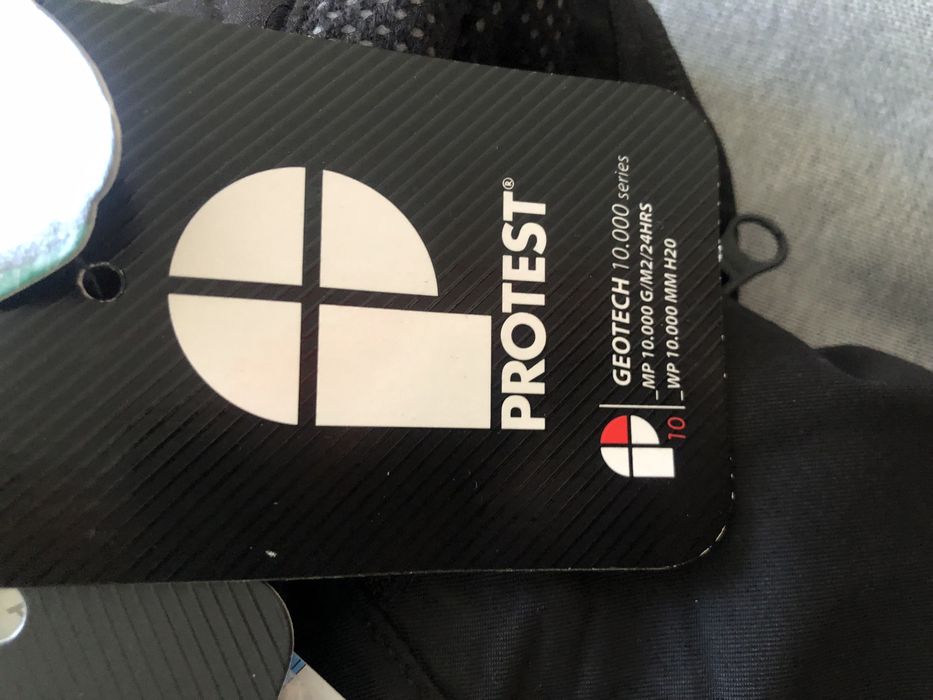 PROTEST®
GEOTECH 10.000 series
_MP 10.000 G/M2/24HRS
10 _WP 10.000 MM H20